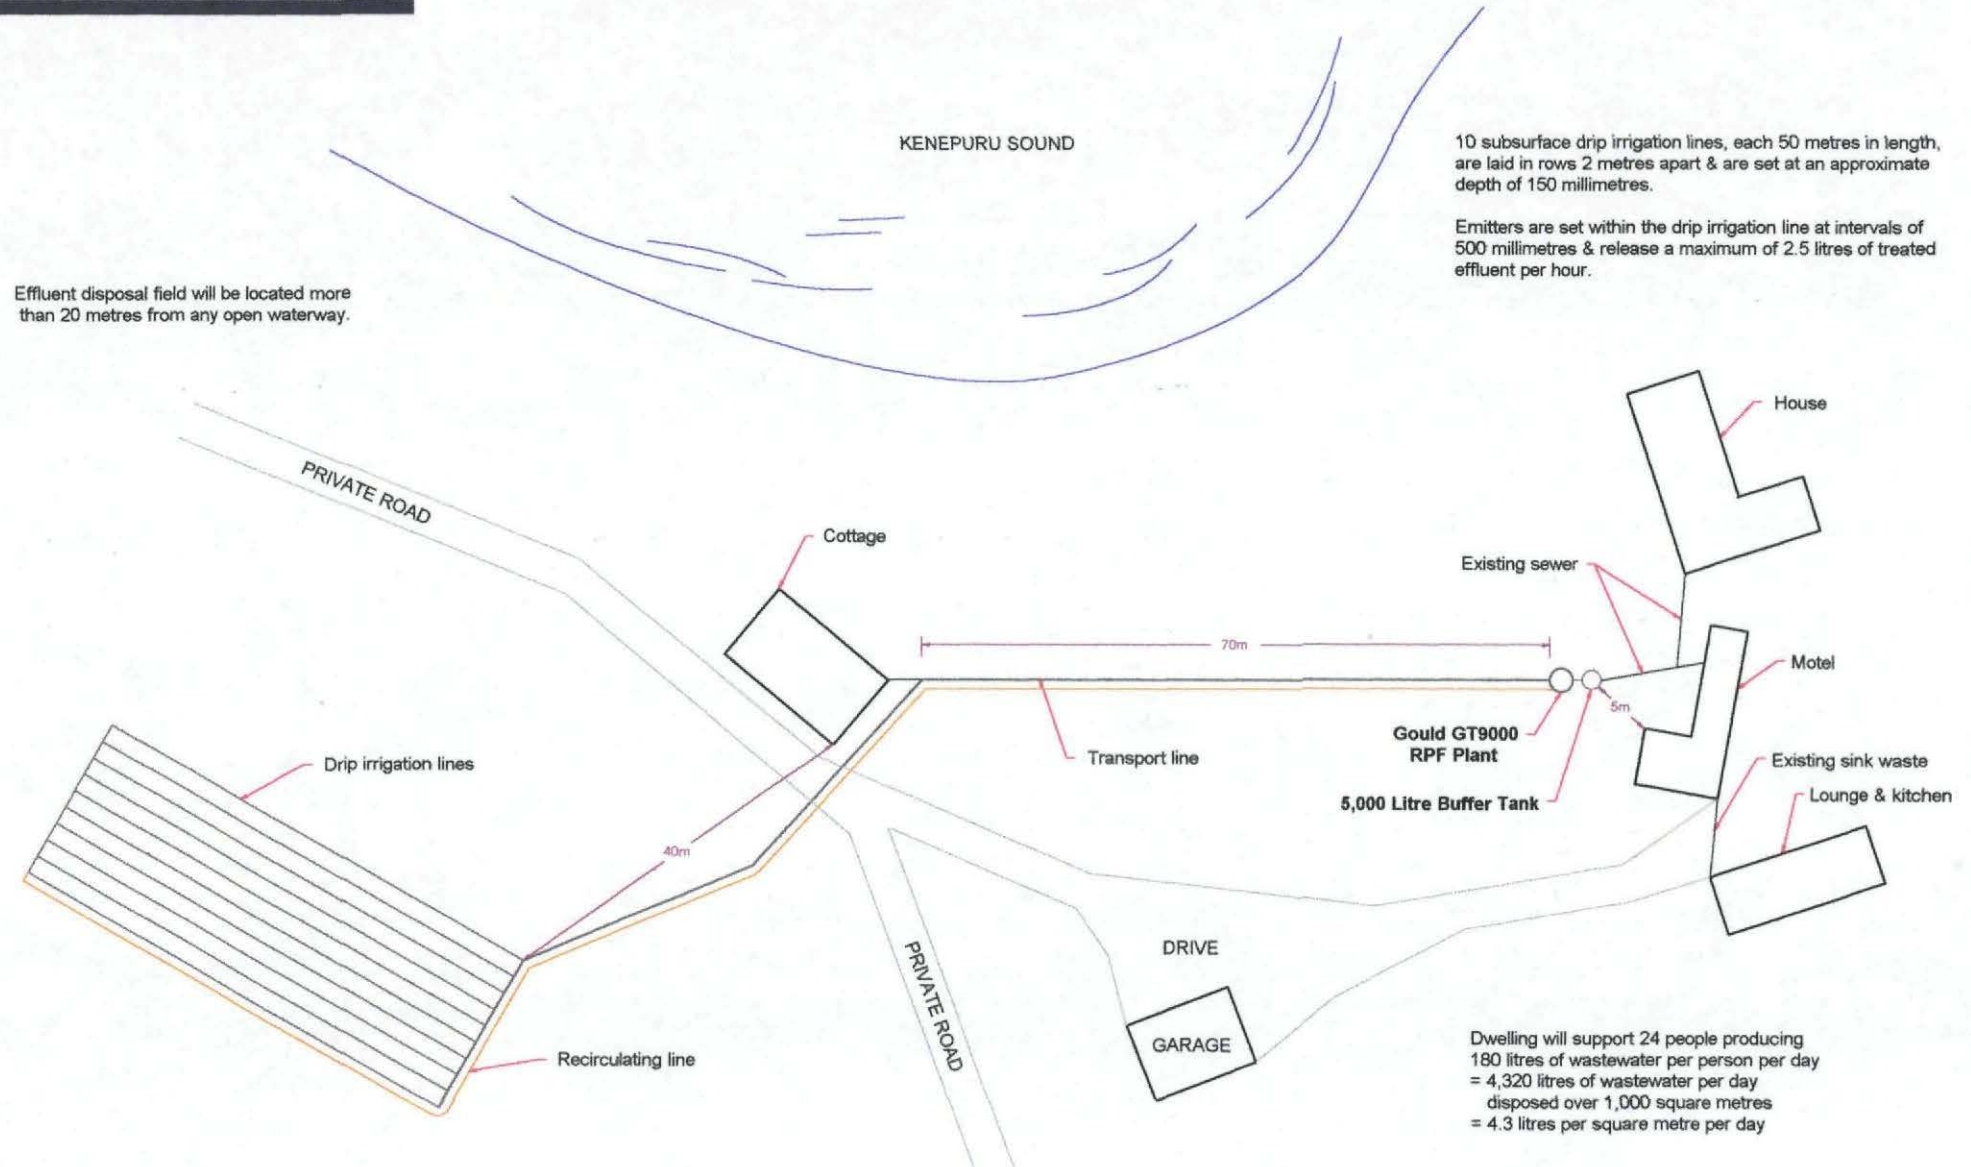 KENEPURU SOUND
10 subsurface drip irrigation lines, each 50 metres in length,
are laid in rows 2 metres apart & are set at an approximate
depth of 150 millimetres.
Emitters are set within the drip irrigation line at intervals of
500 millimetres & release a maximum of 2.5 litres of treated
effluent per hour.
Effluent disposal field will be located more
than 20 metres from any open waterway.
House
PRIVATE ROAD
Cottage
Existing sewer
70m
Motel
5m
Gould GT9000
RPF Plant
Transport line
Drip irrigation lines
Existing sink waste
5,000 Litre Buffer Tank
Lounge & kitchen
40m
DRIVE
PRIVATE ROAD
GARAGE
Recirculating line
Dwelling will support 24 people producing
180 litres of wastewater per person per day
= 4,320 litres of wastewater per day
disposed over 1,000 square metres
= 4.3 litres per square metre per day